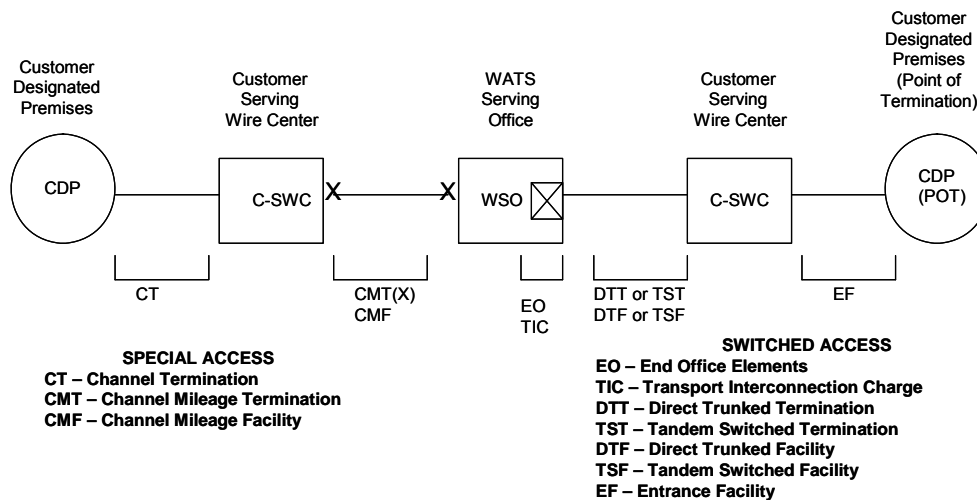 Customer
Designated
Premises
Customer
Serving
Wire Center
WATS
Serving
Office
Customer
Serving
Wire Center
Customer
Designated
Premises
(Point of
Termination)
CDP
C-SWC
X
X
WSO
C-SWC
CDP
(POT)
CT
CMT(X)
CMF
EO
TIC
DTT or TST
DTF or TSF
EF
SPECIAL ACCESS
CT – Channel Termination
CMT – Channel Mileage Termination
CMF – Channel Mileage Facility
SWITCHED ACCESS
EO – End Office Elements
TIC – Transport Interconnection Charge
DTT – Direct Trunked Termination
TST – Tandem Switched Termination
DTF – Direct Trunked Facility
TSF – Tandem Switched Facility
EF – Entrance Facility